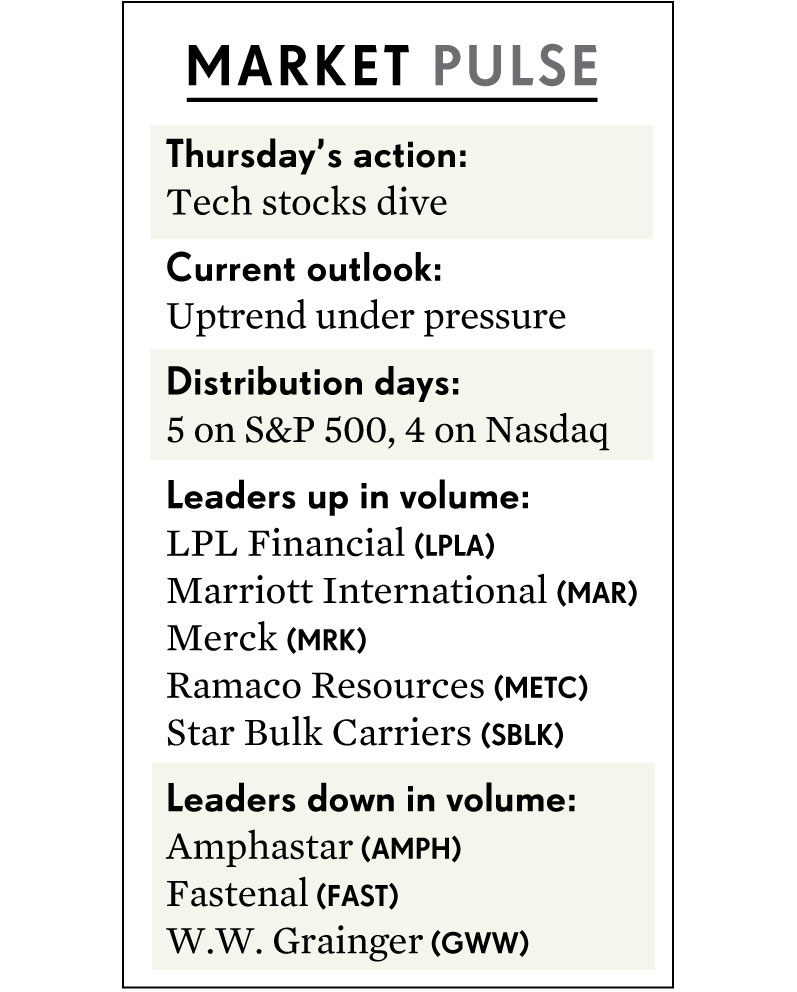 MARKET PULSE
Thursday’s action:
Tech stocks dive
Current outlook:
Uptrend under pressure
Distribution days:
5 on S&P 500, 4 on Nasdaq
Leaders up in volume:
LPL Financial (LPLA)
Marriott International (MAR)
Merck (MRK)
Ramaco Resources (METC)
Star Bulk Carriers (SBLK)
Leaders down in volume:
Amphastar (AMPH)
Fastenal (FAST)
W.W. Grainger (GWW)